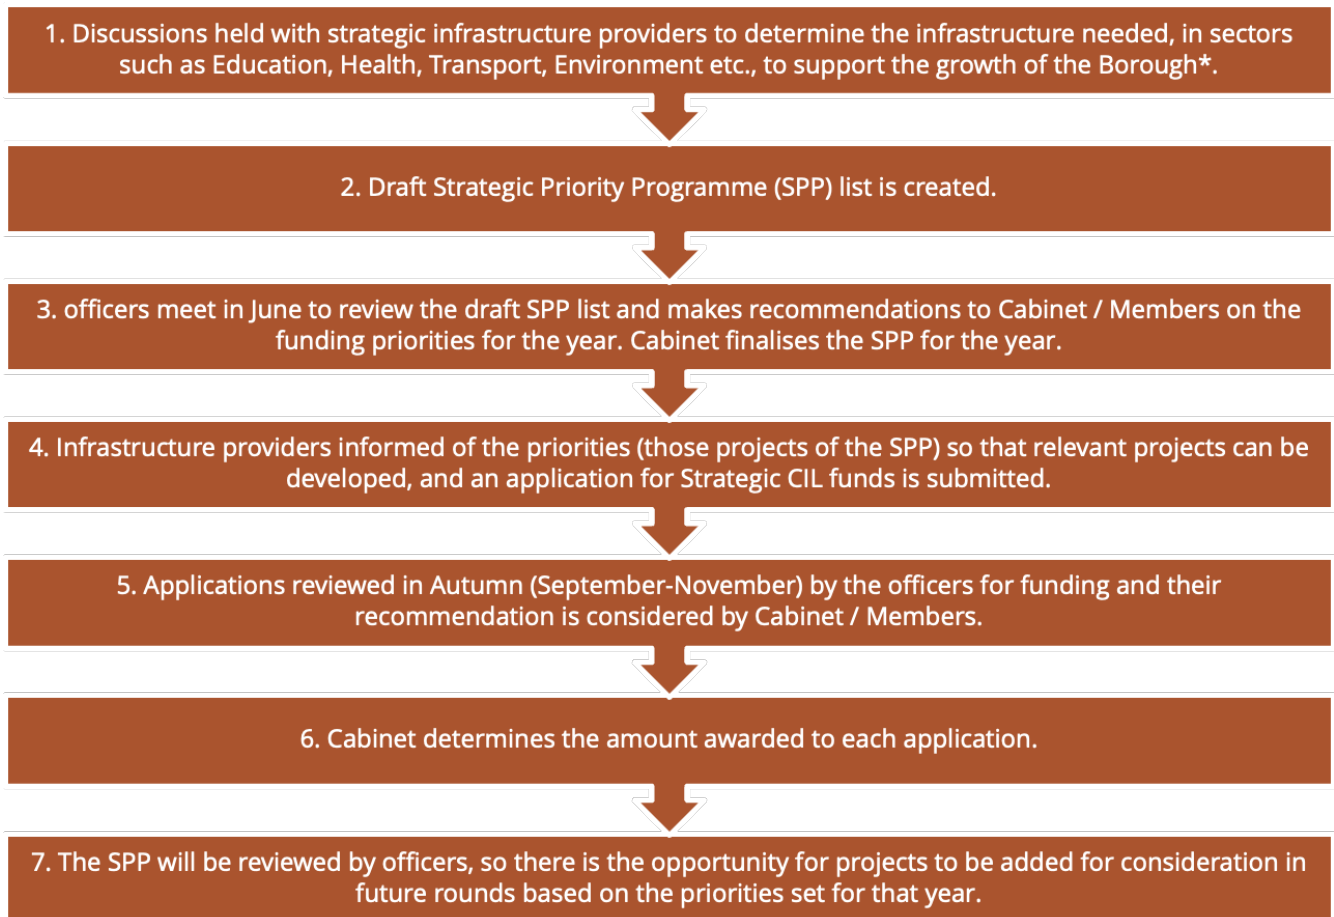 1. Discussions held with strategic infrastructure providers to determine the infrastructure needed, in sectors
such as Education, Health, Transport, Environment etc., to support the growth of the Borough*.
2. Draft Strategic Priority Programme (SPP) list is created.
3. officers meet in June to review the draft SPP list and makes recommendations to Cabinet / Members on the
funding priorities for the year. Cabinet finalises the SPP for the year.
4. Infrastructure providers informed of the priorities (those projects of the SPP) so that relevant projects can be
developed, and an application for Strategic CIL funds is submitted.
5. Applications reviewed in Autumn (September-November) by the officers for funding and their
recommendation is considered by Cabinet / Members.
6. Cabinet determines the amount awarded to each application.
7. The SPP will be reviewed by officers, so there is the opportunity for projects to be added for consideration in
future rounds based on the priorities set for that year.